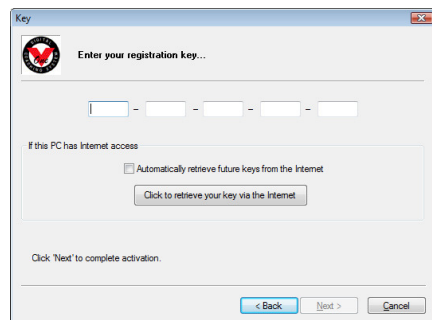 Key
Enter your registration key...
- - - -
If this PC has Internet access
Automatically retrieve future keys from the Internet
Click to retrieve your key via the Internet
Click 'Next' to complete activation.
< Back Next > Cancel